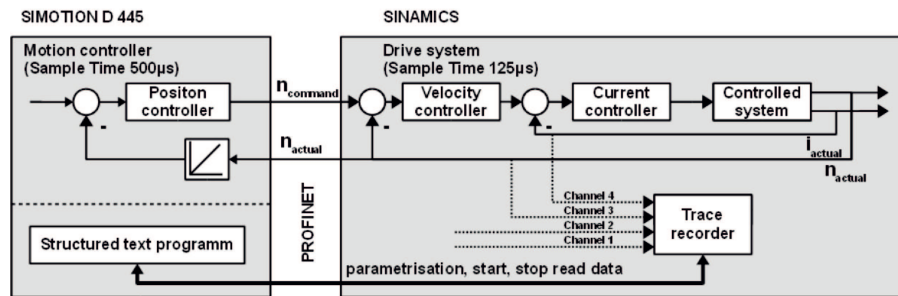 SIMOTION D 445
SINAMICS
Motion controller
(Sample Time 500µs)
Drive system
(Sample Time 125µs)
Positon
controller
n command
Velocity
controller
Current
controller
Controlled
system
-
-
-
n actual
i actual
n actual
PROFINET
Channel 4
Channel 3
Channel 2
Channel 1
Trace
recorder
Structured text programm
parametrisation, start, stop read data